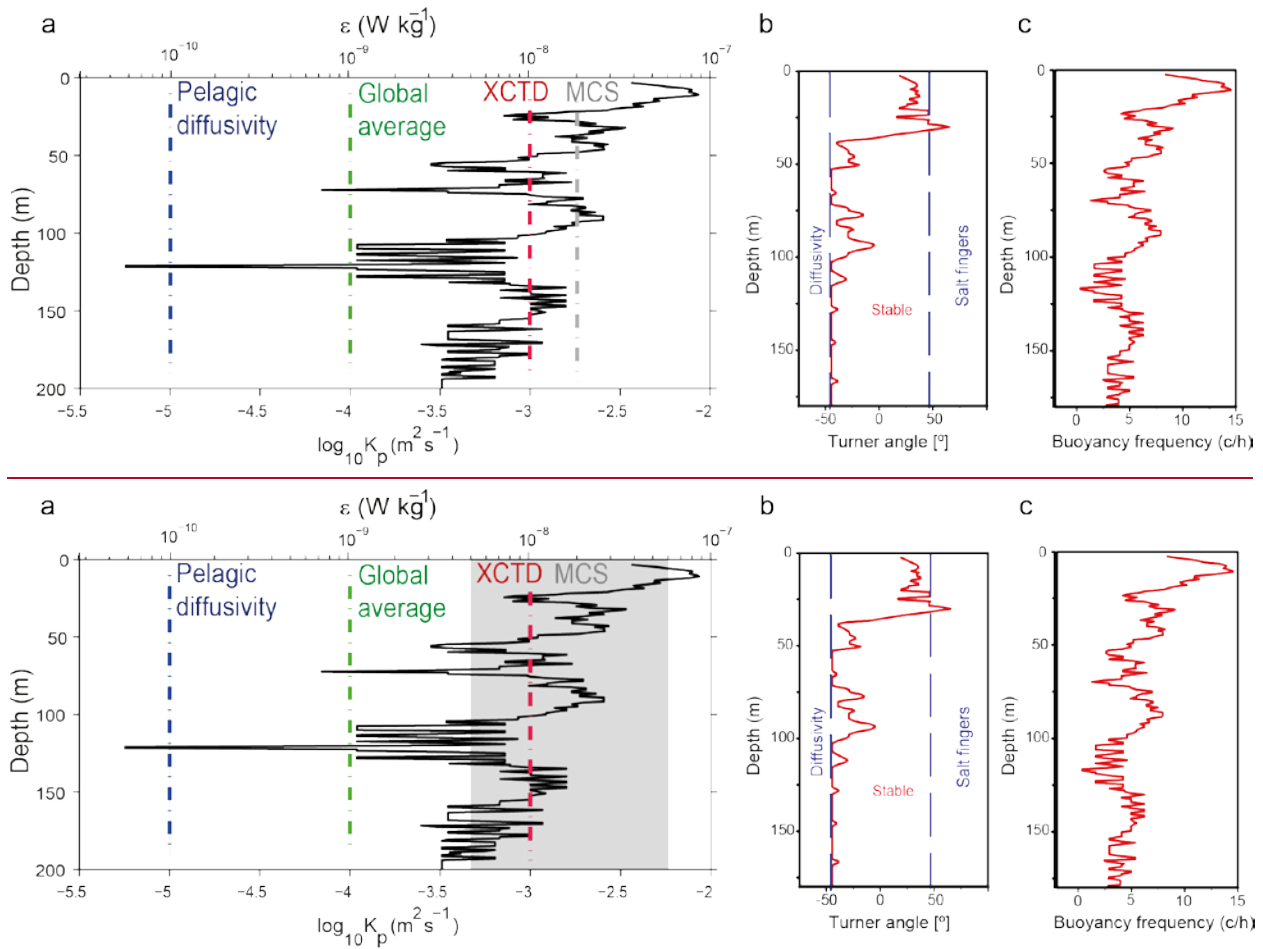 a
ε (W kg⁻¹)
10⁻¹⁰ 10⁻⁹ 10⁻⁸ 10⁻⁷
Pelagic diffusivity
Global average
XCTD
MCS
Depth (m)
0
50
100
150
200
−5.5 −5 −4.5 −4 −3.5 −3 −2.5 −2
log₁₀Kₚ(m²s⁻¹)
b
Depth (m)
0
50
100
150
Diffusivity
Stable
Salt fingers
-50 0 50
Turner angle [º]
c
Depth (m)
0
50
100
150
0 5 10 15
Buoyancy frequency (c/h)
a
ε (W kg⁻¹)
10⁻¹⁰ 10⁻⁹ 10⁻⁸ 10⁻⁷
Pelagic diffusivity
Global average
XCTD
MCS
Depth (m)
0
50
100
150
200
−5.5 −5 −4.5 −4 −3.5 −3 −2.5 −2
log₁₀Kₚ(m²s⁻¹)
b
Depth (m)
0
50
100
150
Diffusivity
Stable
Salt fingers
-50 0 50
Turner angle [º]
c
Depth (m)
0
50
100
150
0 5 10 15
Buoyancy frequency (c/h)